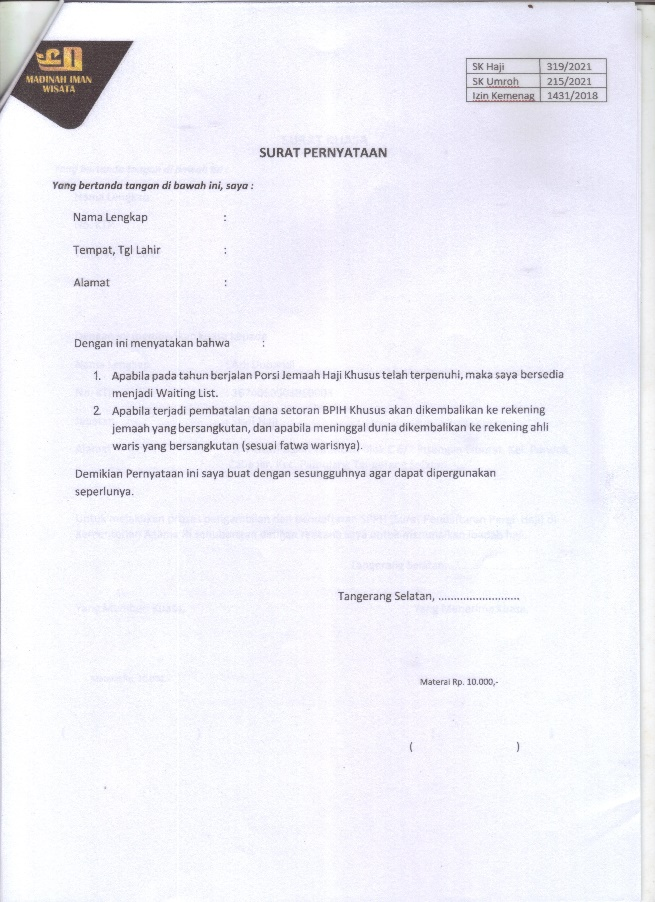 MADINAH IMAN
WISATA
SK Haji 319/2021
SK Umroh 215/2021
Izin Kemenag 1431/2018
SURAT PERNYATAAN
Yang bertanda tangan di bawah ini, saya :
Nama Lengkap :
Tempat, Tgl Lahir :
Alamat :
Dengan ini menyatakan bahwa :
1. Apabila pada tahun berjalan Porsi Jemaah Haji Khusus telah terpenuhi, maka saya bersedia
menjadi Waiting List.
2. Apabila terjadi pembatalan dana setoran BPIH Khusus akan dikembalikan ke rekening
jemaah yang bersangkutan, dan apabila meninggal dunia dikembalikan ke rekening ahli
waris yang bersangkutan (sesuai fatwa warisnya).
Demikian Pernyataan ini saya buat dengan sesungguhnya agar dapat dipergunakan
seperlunya.
Tangerang Selatan, ...........................
Materai Rp. 10.000,-
( )